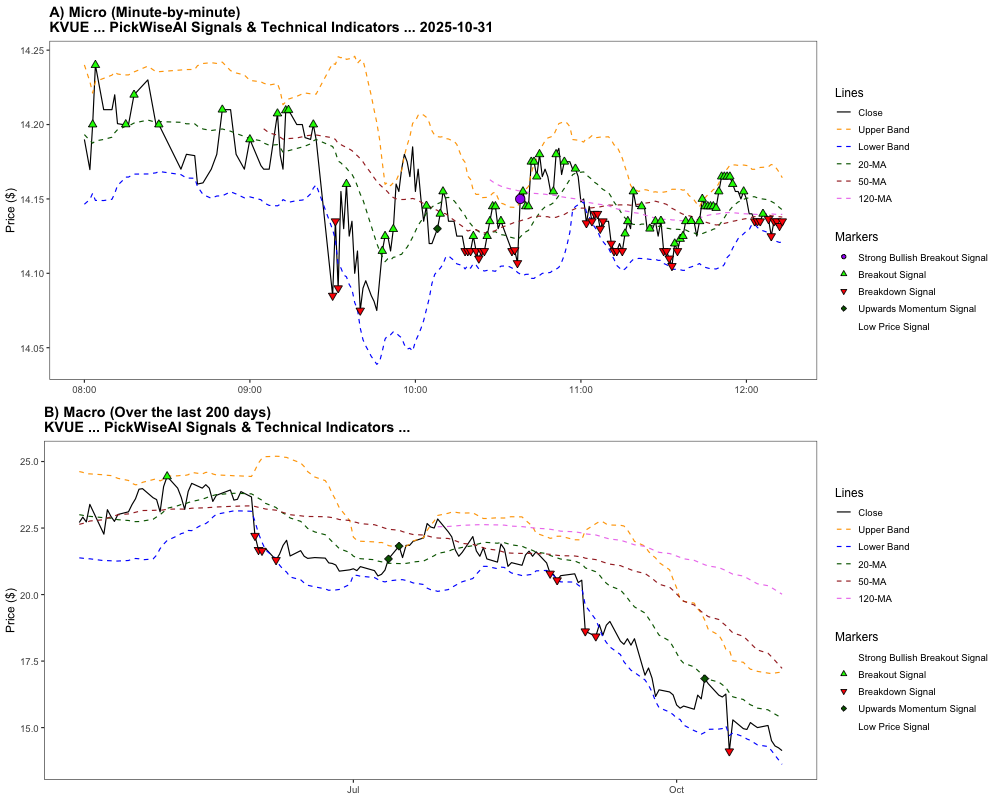 A) Micro (Minute-by-minute)
KVUE ... PickWiseAI Signals & Technical Indicators ... 2025-10-31
Price ($)
14.25
14.20
14.15
14.10
14.05
08:00
09:00
10:00
11:00
12:00
Lines
Close
Upper Band
Lower Band
20-MA
50-MA
120-MA
Markers
Strong Bullish Breakout Signal
Breakout Signal
Breakdown Signal
Upwards Momentum Signal
Low Price Signal
B) Macro (Over the last 200 days)
KVUE ... PickWiseAI Signals & Technical Indicators ...
Price ($)
25.0
22.5
20.0
17.5
15.0
Jul
Oct
Lines
Close
Upper Band
Lower Band
20-MA
50-MA
120-MA
Markers
Strong Bullish Breakout Signal
Breakout Signal
Breakdown Signal
Upwards Momentum Signal
Low Price Signal